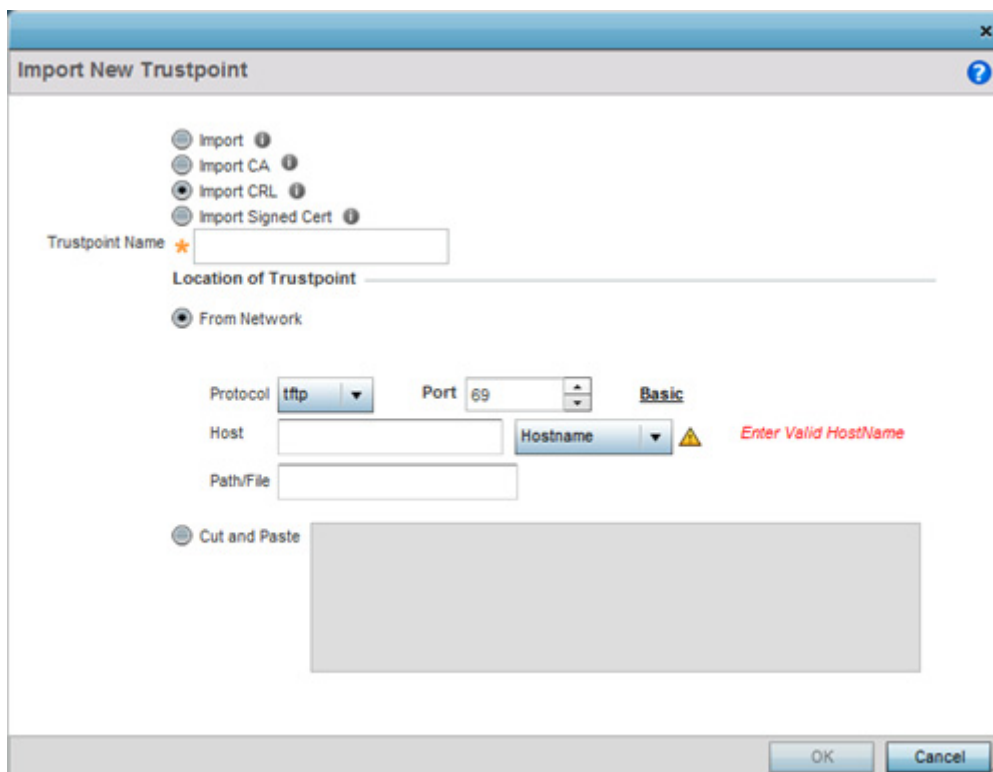 Import New Trustpoint
Import
Import CA
Import CRL
Import Signed Cert
Trustpoint Name *
Location of Trustpoint
From Network
Protocol tftp Port 69 Basic
Host Hostname Enter Valid HostName
Path/File
Cut and Paste
OK Cancel